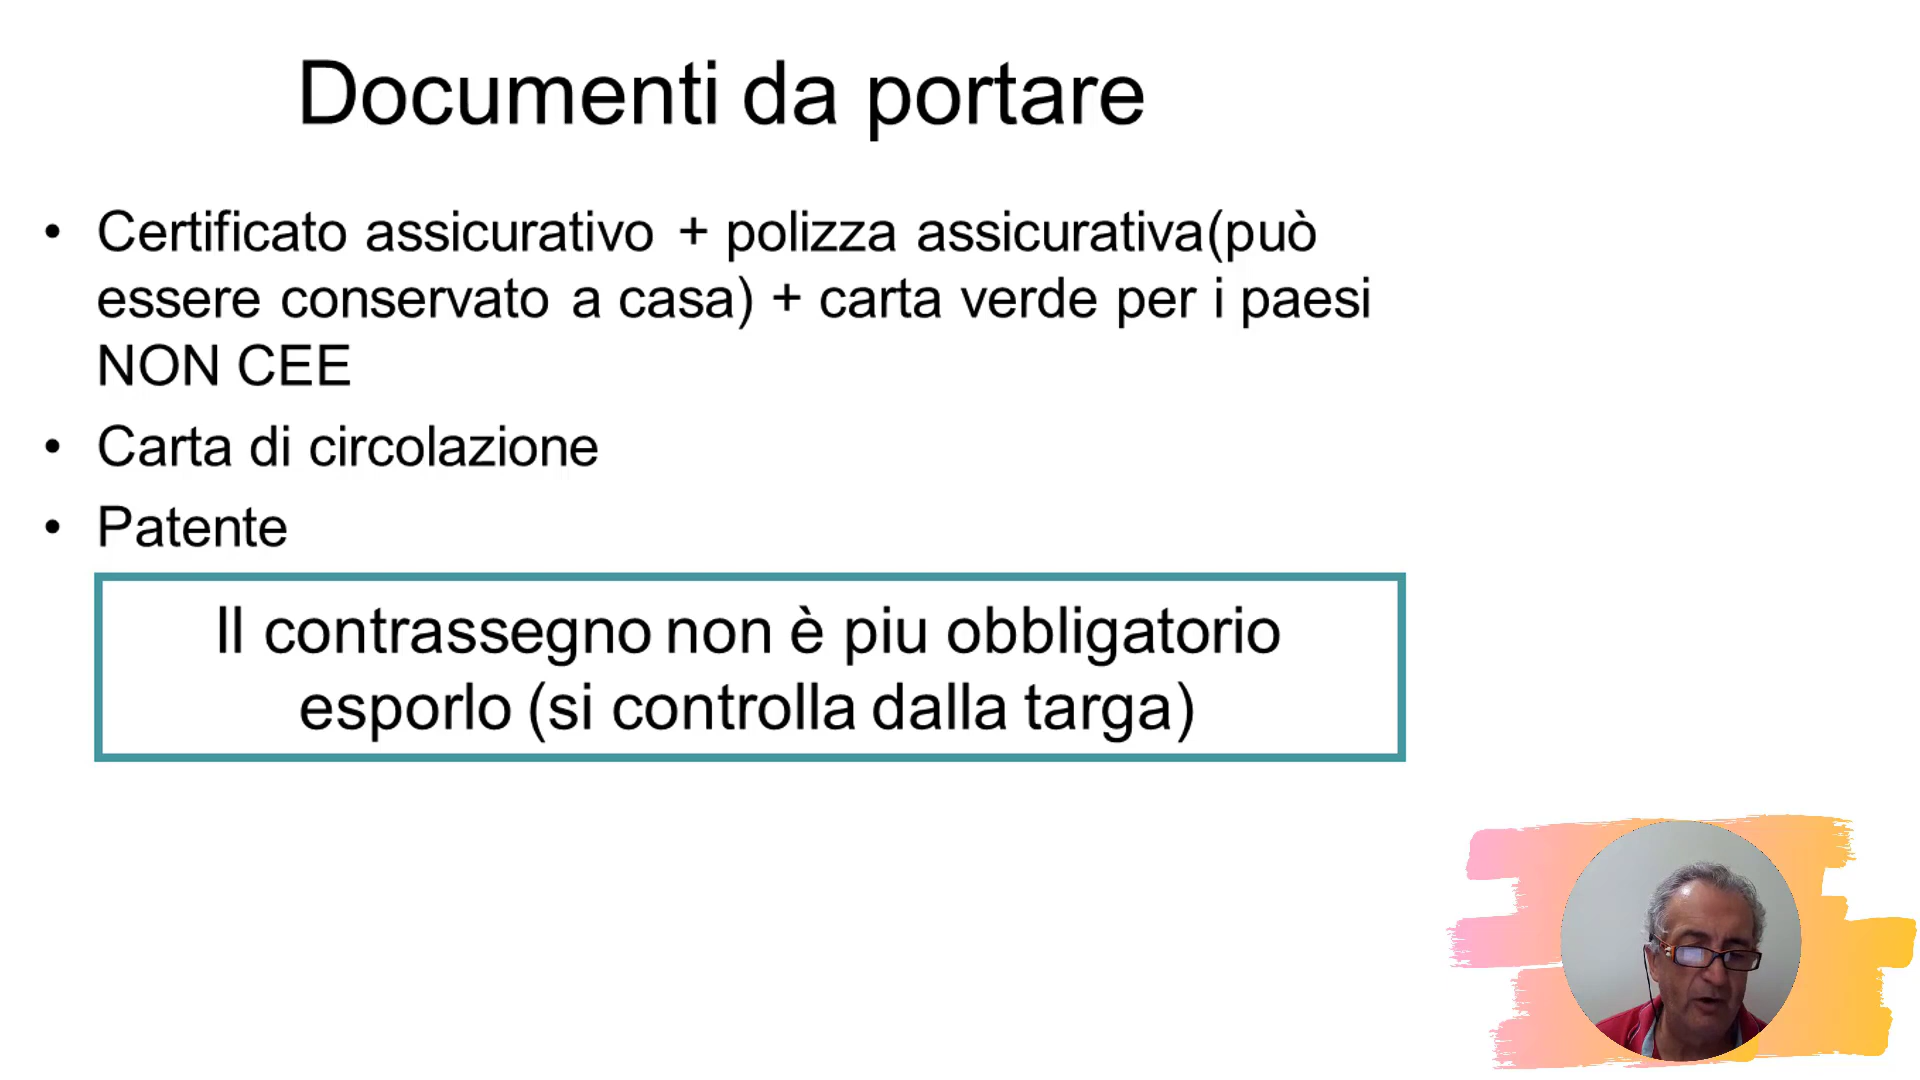 Documenti da portare
• Certificato assicurativo + polizza assicurativa(può
essere conservato a casa) + carta verde per i paesi
NON CEE
• Carta di circolazione
• Patente
Il contrassegno non è piu obbligatorio
esporlo (si controlla dalla targa)